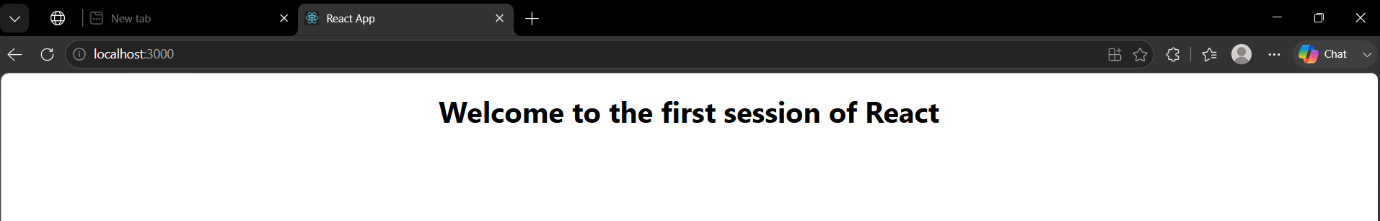 New tab
React App
localhost:3000
Chat
Welcome to the first session of React